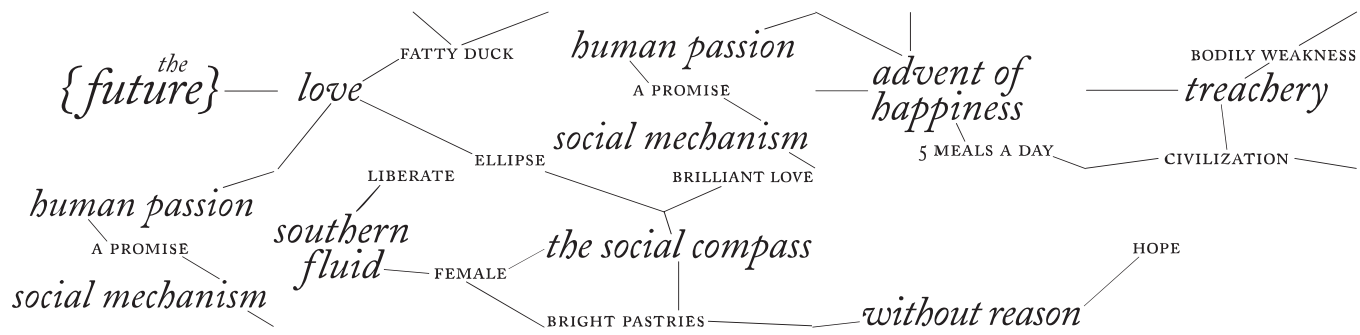 FATTY DUCK
human passion
BODILY WEAKNESS
the
{future}
love
A PROMISE
advent of
happiness
treachery
social mechanism
5 MEALS A DAY
CIVILIZATION
ELLIPSE
LIBERATE
BRILLIANT LOVE
human passion
A PROMISE
southern
fluid
FEMALE
the social compass
HOPE
social mechanism
BRIGHT PASTRIES
without reason